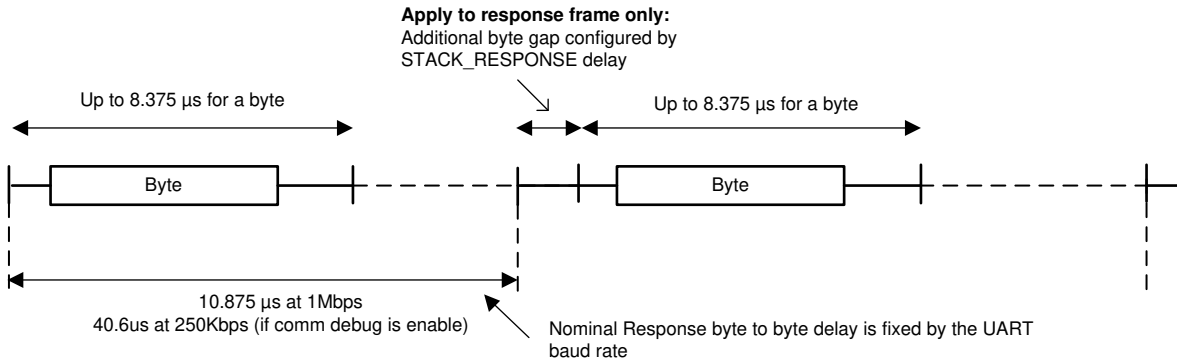 Apply to response frame only:
Additional byte gap configured by
STACK_RESPONSE delay
Up to 8.375 µs for a byte
Up to 8.375 µs for a byte
Byte
Byte
10.875 µs at 1Mbps
40.6us at 250Kbps (if comm debug is enable)
Nominal Response byte to byte delay is fixed by the UART
baud rate